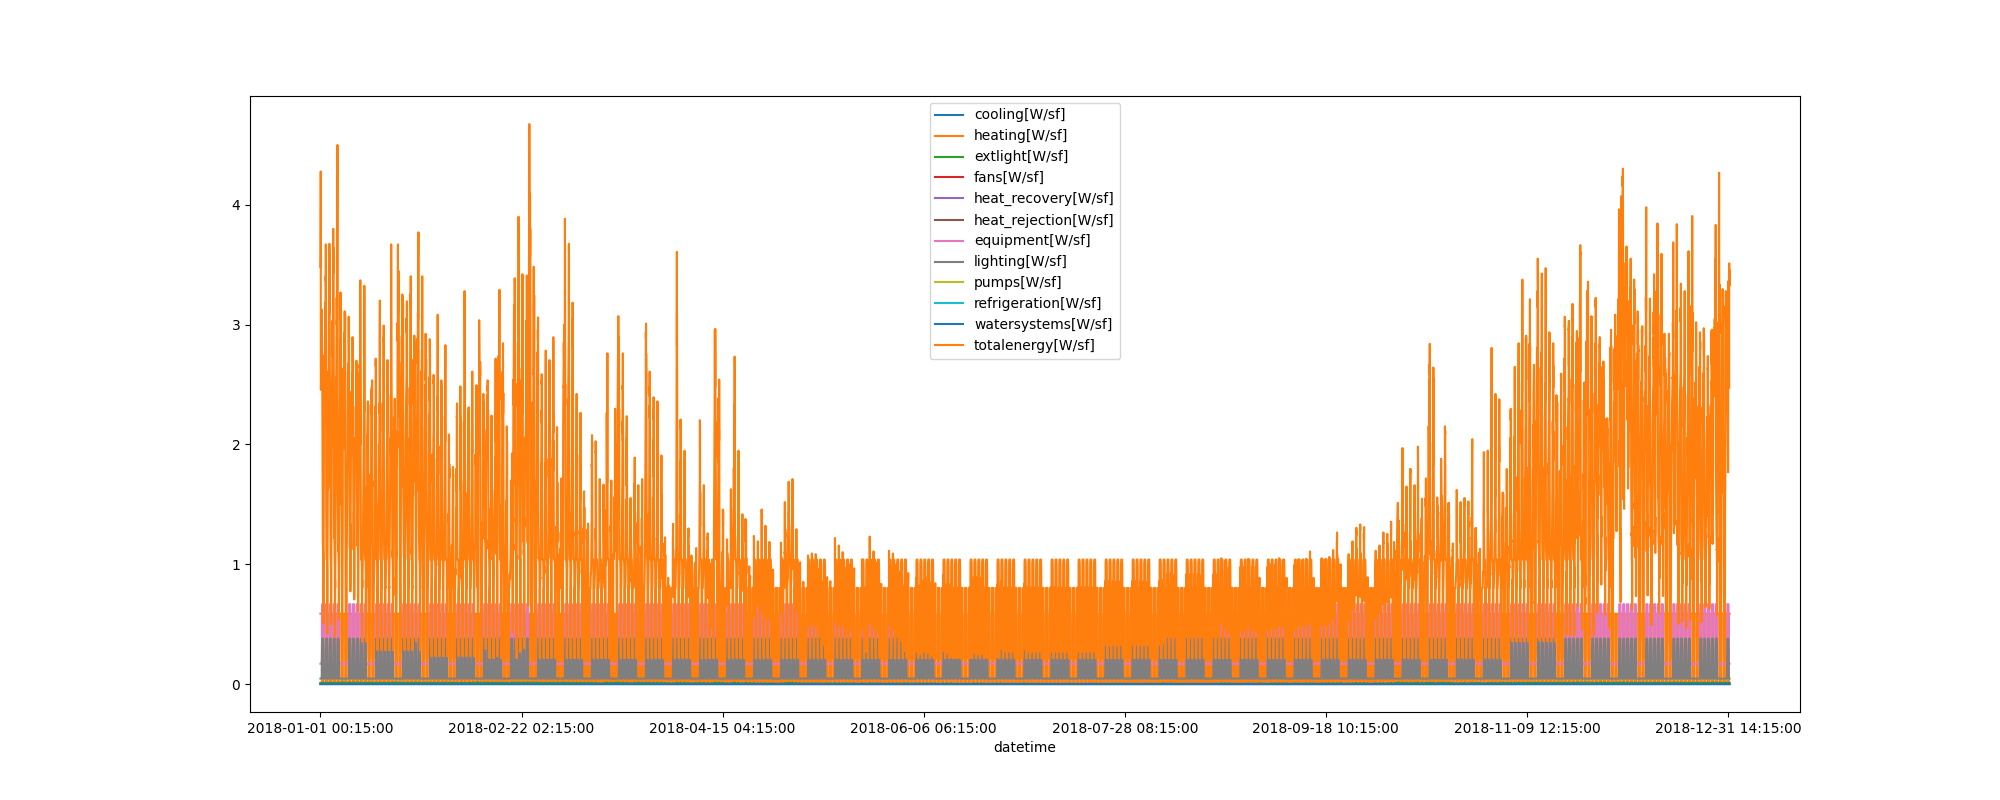 cooling[W/sf]
heating[W/sf]
extlight[W/sf]
fans[W/sf]
heat_recovery[W/sf]
heat_rejection[W/sf]
equipment[W/sf]
lighting[W/sf]
pumps[W/sf]
refrigeration[W/sf]
watersystems[W/sf]
totalenergy[W/sf]
4
3
2
1
0
2018-01-01 00:15:00 2018-02-22 02:15:00 2018-04-15 04:15:00 2018-06-06 06:15:00 2018-07-28 08:15:00 2018-09-18 10:15:00 2018-11-09 12:15:00 2018-12-31 14:15:00
datetime